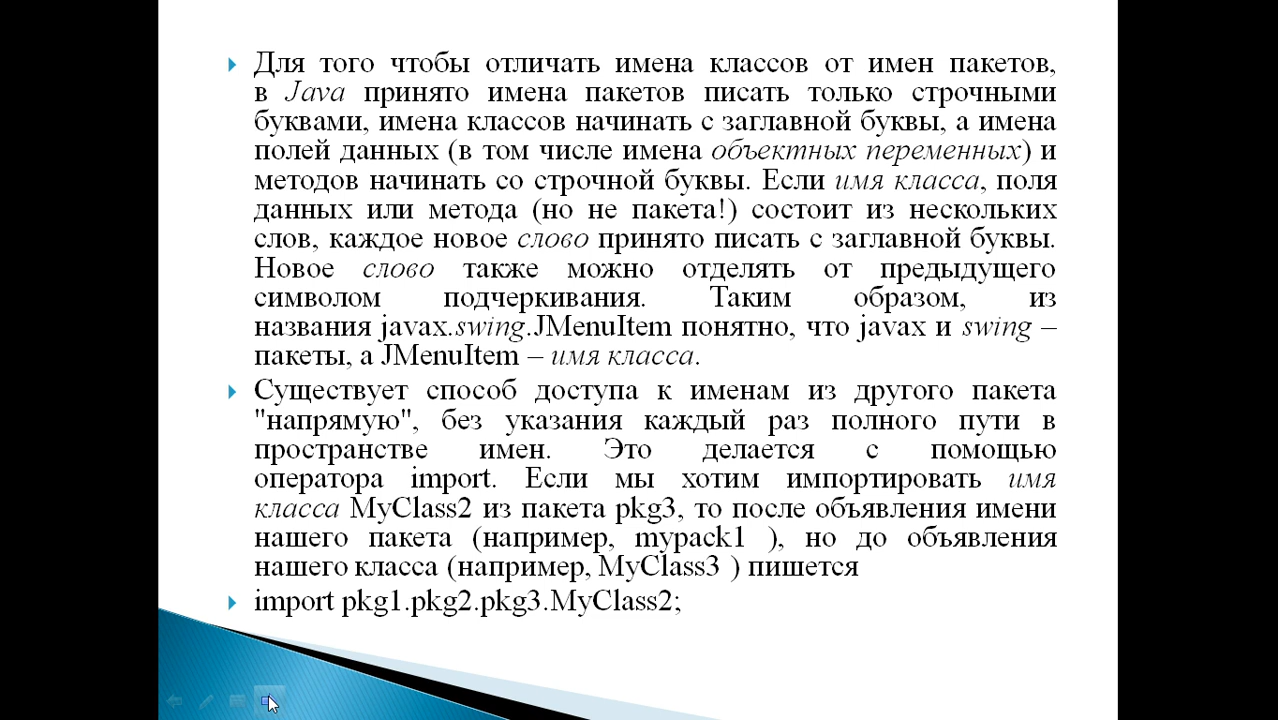 Для того чтобы отличать имена классов от имен пакетов,
в Java принято имена пакетов писать только строчными
буквами, имена классов начинать с заглавной буквы, а имена
полей данных (в том числе имена объектных переменных) и
методов начинать со строчной буквы. Если имя класса, поля
данных или метода (но не пакета!) состоит из нескольких
слов, каждое новое слово принято писать с заглавной буквы.
Новое слово также можно отделять от предыдущего
символом подчеркивания. Таким образом, из
названия javax.swing.JMenuItem понятно, что javax и swing –
пакеты, а JMenuItem – имя класса.
Существует способ доступа к именам из другого пакета
"напрямую", без указания каждый раз полного пути в
пространстве имен. Это делается с помощью
оператора import. Если мы хотим импортировать имя
класса MyClass2 из пакета pkg3, то после объявления имени
нашего пакета (например, mypack1 ), но до объявления
нашего класса (например, MyClass3 ) пишется
import pkg1.pkg2.pkg3.MyClass2;